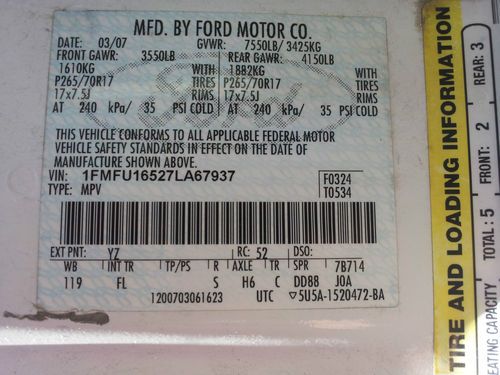 MFD. BY FORD MOTOR CO.
DATE: 03/07 GVWR: 7550LB/ 3425KG
FRONT GAWR: 3550LB REAR GAWR: 4150LB
1610KG WITH 1882KG WITH
P265/70R17 TIRES P265/70R17 TIRES
17x7.5J RIMS 17x7.5J RIMS
AT 240 kPa/ 35 PSI COLD AT 240 kPa/ 35 PSI COLD
THIS VEHICLE CONFORMS TO ALL APPLICABLE FEDERAL MOTOR
VEHICLE SAFETY STANDARDS IN EFFECT ON THE DATE OF
MANUFACTURE SHOWN ABOVE.
VIN: 1FMFU16527LA67937 F0324
TYPE: MPV T0534
EXT PNT: YZ RC: 52 DSO:
WB INT TR TP/PS R AXLE TR SPR 7B714
119 FL S H6 C DD88 J0A
1200703061623 UTC ▽5U5A-1520472-BA
TIRE AND LOADING INFORMATION
EATING CAPACITY TOTAL: 5 FRONT: 2 REAR: 3